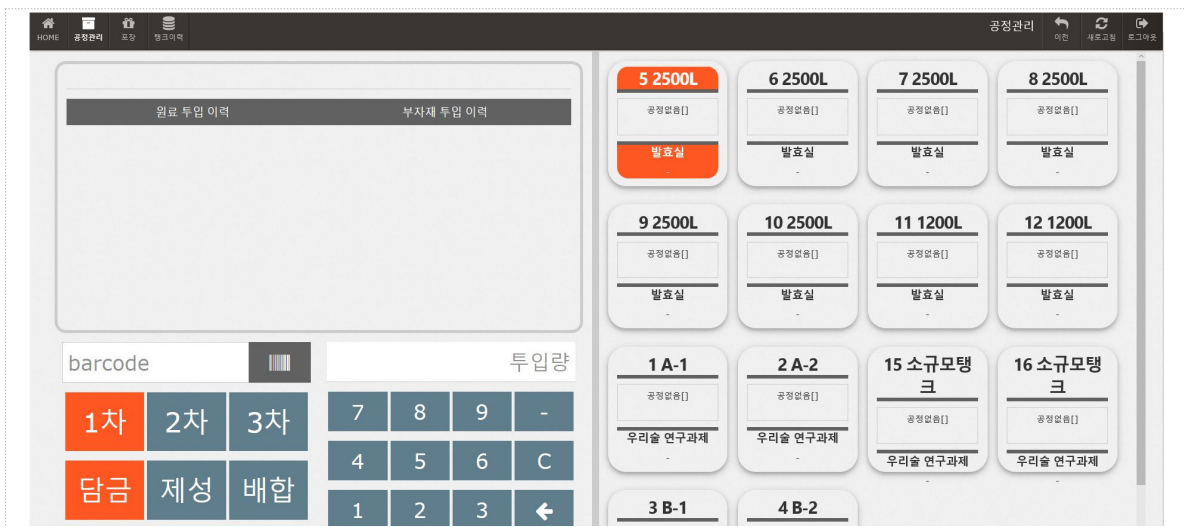 HOME 공정관리 포장 탱크이력 공정관리 이전 새로고침 로그아웃
원료 투입 이력 부자재 투입 이력
barcode 투입량
1차 2차 3차 7 8 9 -
담금 제성 배합 4 5 6 C
1 2 3
5 2500L 6 2500L 7 2500L 8 2500L
공정없음[] 공정없음[] 공정없음[] 공정없음[]
발효실 발효실 발효실 발효실
- - - -
9 2500L 10 2500L 11 1200L 12 1200L
공정없음[] 공정없음[] 공정없음[] 공정없음[]
발효실 발효실 발효실 발효실
- - - -
1 A-1 2 A-2 15 소규모탱크 16 소규모탱크
공정없음[] 공정없음[] 공정없음[] 공정없음[]
우리술 연구과제 우리술 연구과제 우리술 연구과제 우리술 연구과제
- - - -
3 B-1 4 B-2